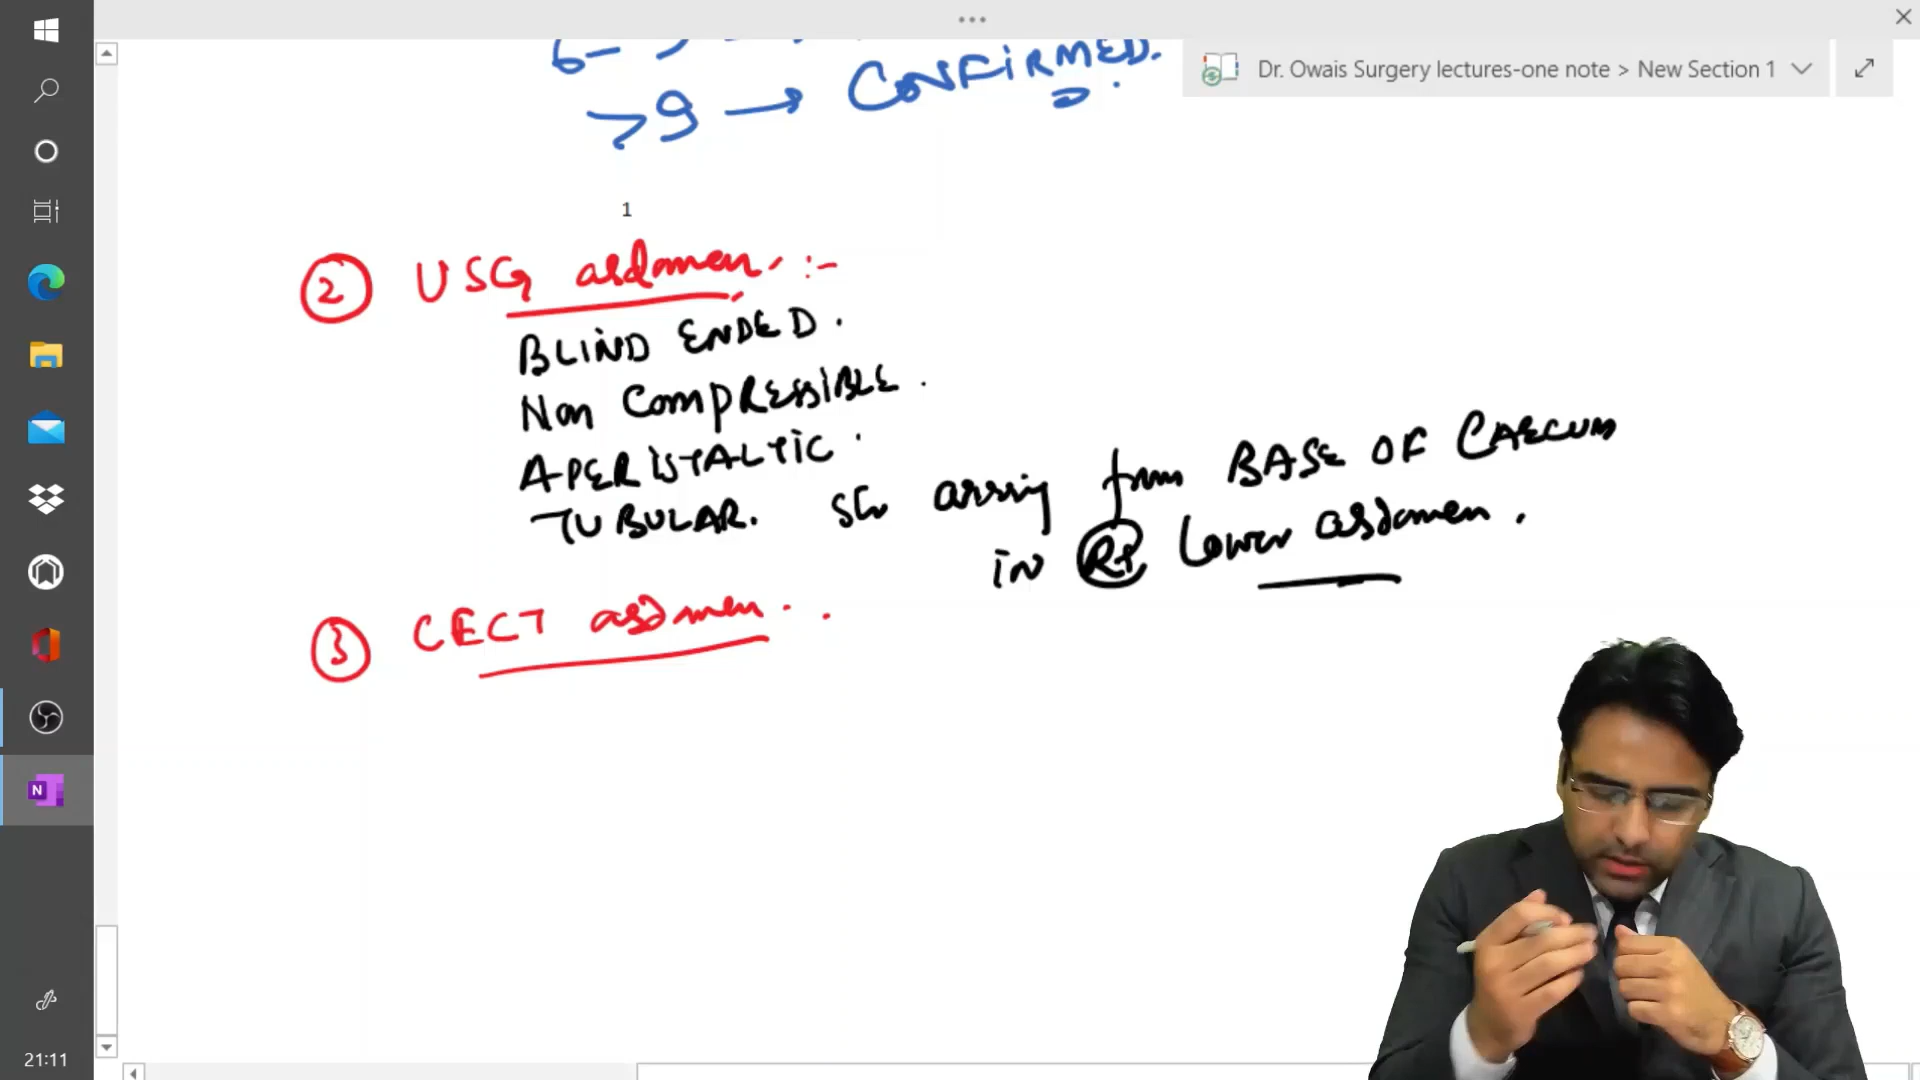 Dr. Owais Surgery lectures-one note > New Section 1
6-
>9 → CONFIRMED.
1
② USG abdomen :-
BLIND ENDED.
Non COMPRESSIBLE.
APERISTALTIC.
TUBULAR. arising from BASE OF CAECUM
in Rt Lower abdomen.
③ CECT abdomen..
21:11